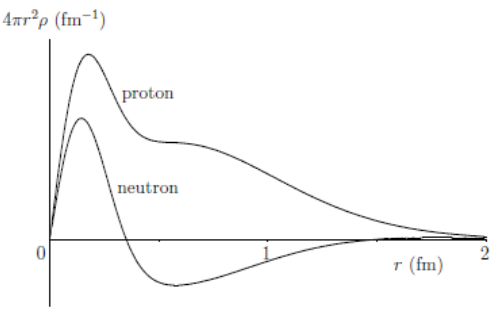 4πr²ρ (fm⁻¹)
proton
neutron
0
1
2
r (fm)